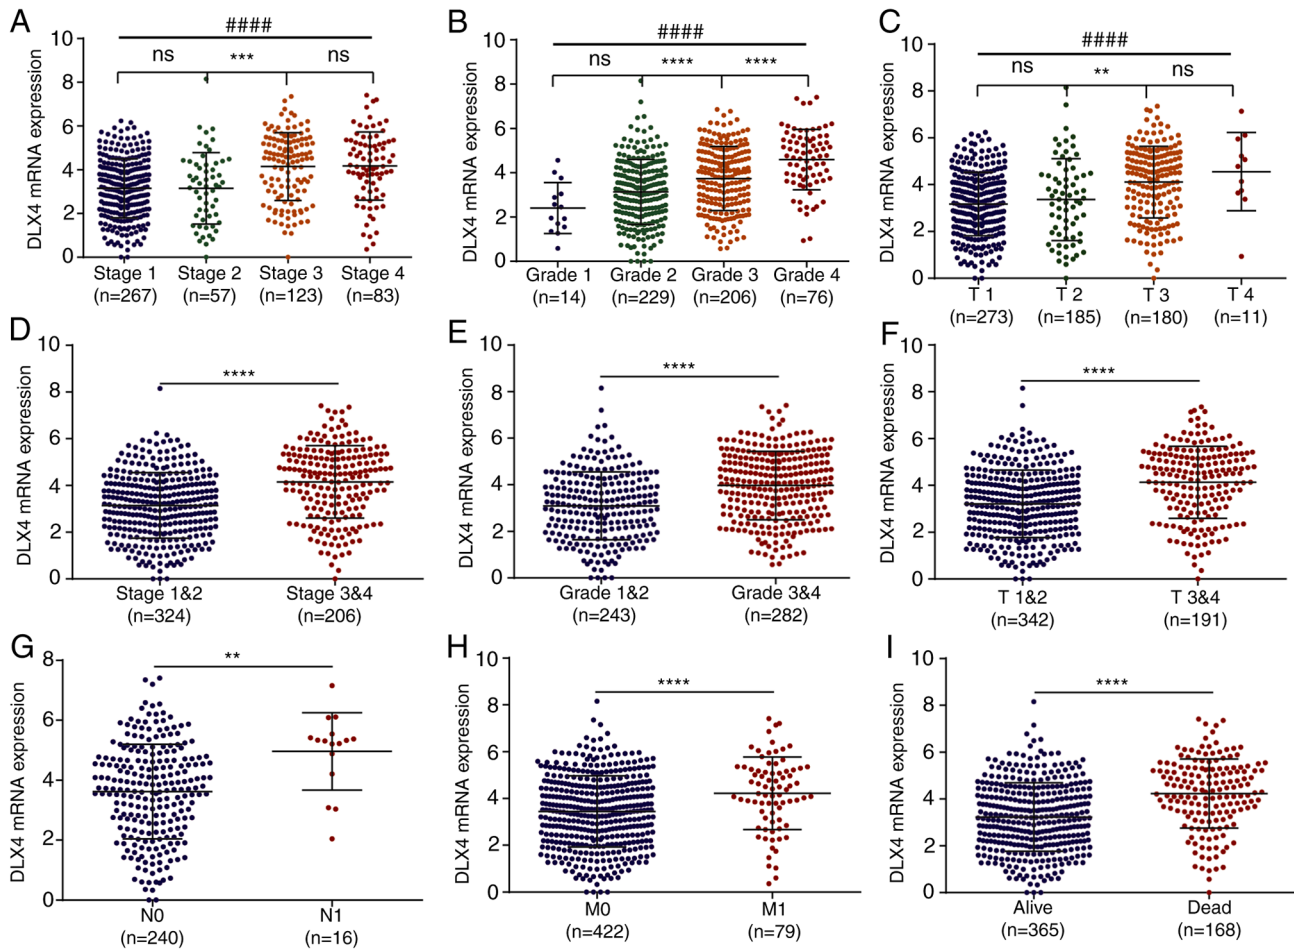 A
####
ns
***
ns
DLX4 mRNA expression
10
8
6
4
2
0
Stage 1
(n=267)
Stage 2
(n=57)
Stage 3
(n=123)
Stage 4
(n=83)
B
####
ns
****
****
DLX4 mRNA expression
10
8
6
4
2
0
Grade 1
(n=14)
Grade 2
(n=229)
Grade 3
(n=206)
Grade 4
(n=76)
C
####
ns
**
ns
DLX4 mRNA expression
10
8
6
4
2
0
T 1
(n=273)
T 2
(n=185)
T 3
(n=180)
T 4
(n=11)
D
****
DLX4 mRNA expression
10
8
6
4
2
0
Stage 1&2
(n=324)
Stage 3&4
(n=206)
E
****
DLX4 mRNA expression
10
8
6
4
2
0
Grade 1&2
(n=243)
Grade 3&4
(n=282)
F
****
DLX4 mRNA expression
10
8
6
4
2
0
T 1&2
(n=342)
T 3&4
(n=191)
G
**
DLX4 mRNA expression
8
6
4
2
0
N0
(n=240)
N1
(n=16)
H
****
DLX4 mRNA expression
10
8
6
4
2
0
M0
(n=422)
M1
(n=79)
I
****
DLX4 mRNA expression
10
8
6
4
2
0
Alive
(n=365)
Dead
(n=168)